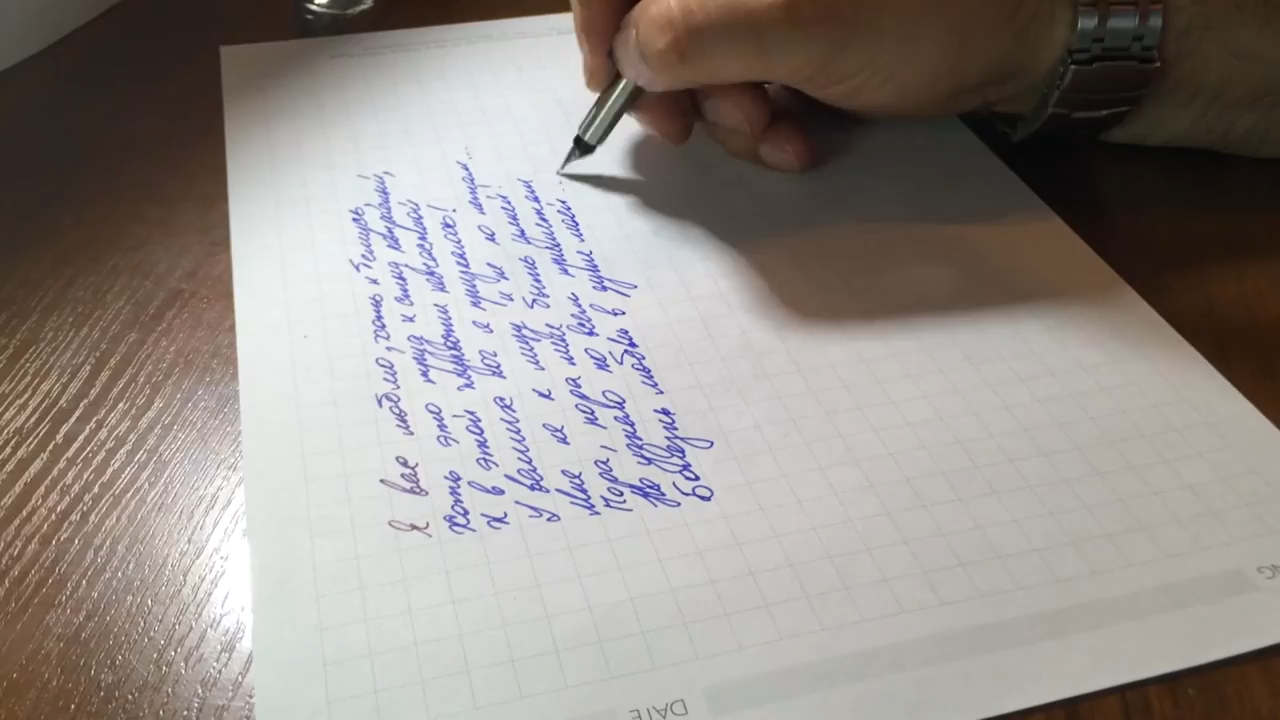 Я вас люблю, хоть я бешусь
Хоть это труд и стыд напрасный,
И в этой глупости несчастной
У ваших ног я признаюсь!
Мне не к лицу и не по летам...
Пора, пора мне быть умней!
Но узнаю по всем приметам
Болезнь любви в душе моей..
DATE
NG